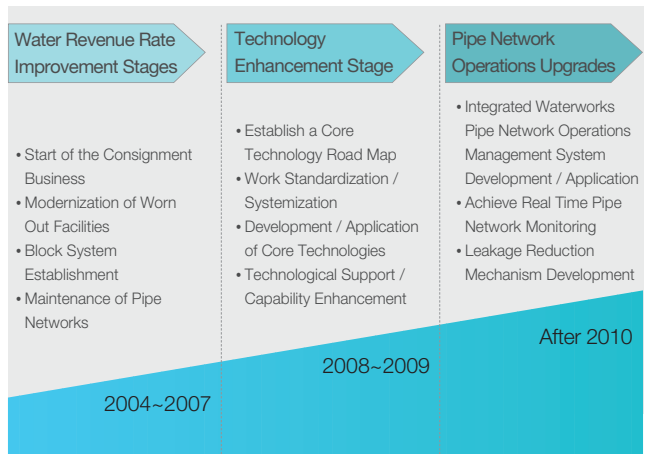 Water Revenue Rate
Improvement Stages
• Start of the Consignment
Business
• Modernization of Worn
Out Facilities
• Block System
Establishment
• Maintenance of Pipe
Networks
2004~2007
Technology
Enhancement Stage
• Establish a Core
Technology Road Map
• Work Standardization /
Systemization
• Development / Application
of Core Technologies
• Technological Support /
Capability Enhancement
2008~2009
Pipe Network
Operations Upgrades
• Integrated Waterworks
Pipe Network Operations
Management System
Development / Application
• Achieve Real Time Pipe
Network Monitoring
• Leakage Reduction
Mechanism Development
After 2010